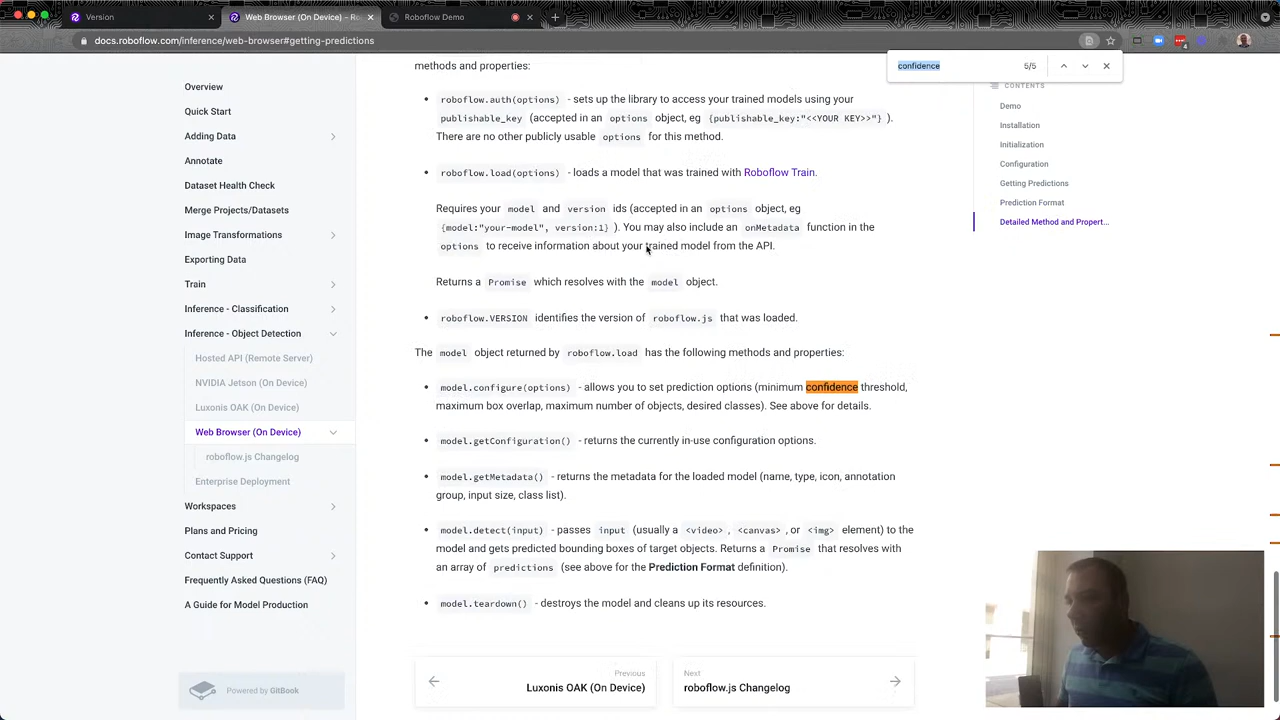 Version
Web Browser (On Device) – Ro
Roboflow Demo
docs.roboflow.com/inference/web-browser#getting-predictions
4
confidence
5/5
Overview
Quick Start
Adding Data
Annotate
Dataset Health Check
Merge Projects/Datasets
Image Transformations
Exporting Data
Train
Inference - Classification
Inference - Object Detection
Hosted API (Remote Server)
NVIDIA Jetson (On Device)
Luxonis OAK (On Device)
Web Browser (On Device)
roboflow.js Changelog
Enterprise Deployment
Workspaces
Plans and Pricing
Contact Support
Frequently Asked Questions (FAQ)
A Guide for Model Production
Powered by GitBook
methods and properties:
• roboflow.auth(options) - sets up the library to access your trained models using your
publishable_key (accepted in an options object, eg {publishable_key:"<<YOUR KEY>>"} ).
There are no other publicly usable options for this method.
• roboflow.load(options) - loads a model that was trained with Roboflow Train.
Requires your model and version ids (accepted in an options object, eg
{model:"your-model", version:1} ). You may also include an onMetadata function in the
options to receive information about your trained model from the API.
Returns a Promise which resolves with the model object.
• roboflow.VERSION identifies the version of roboflow.js that was loaded.
The model object returned by roboflow.load has the following methods and properties:
• model.configure(options) - allows you to set prediction options (minimum confidence threshold,
maximum box overlap, maximum number of objects, desired classes). See above for details.
• model.getConfiguration() - returns the currently in-use configuration options.
• model.getMetadata() - returns the metadata for the loaded model (name, type, icon, annotation
group, input size, class list).
• model.detect(input) - passes input (usually a <video> , <canvas> , or <img> element) to the
model and gets predicted bounding boxes of target objects. Returns a Promise that resolves with
an array of predictions (see above for the Prediction Format definition).
• model.teardown() - destroys the model and cleans up its resources.
Previous
Luxonis OAK (On Device)
Next
roboflow.js Changelog
CONTENTS
Demo
Installation
Initialization
Configuration
Getting Predictions
Prediction Format
Detailed Method and Propert...